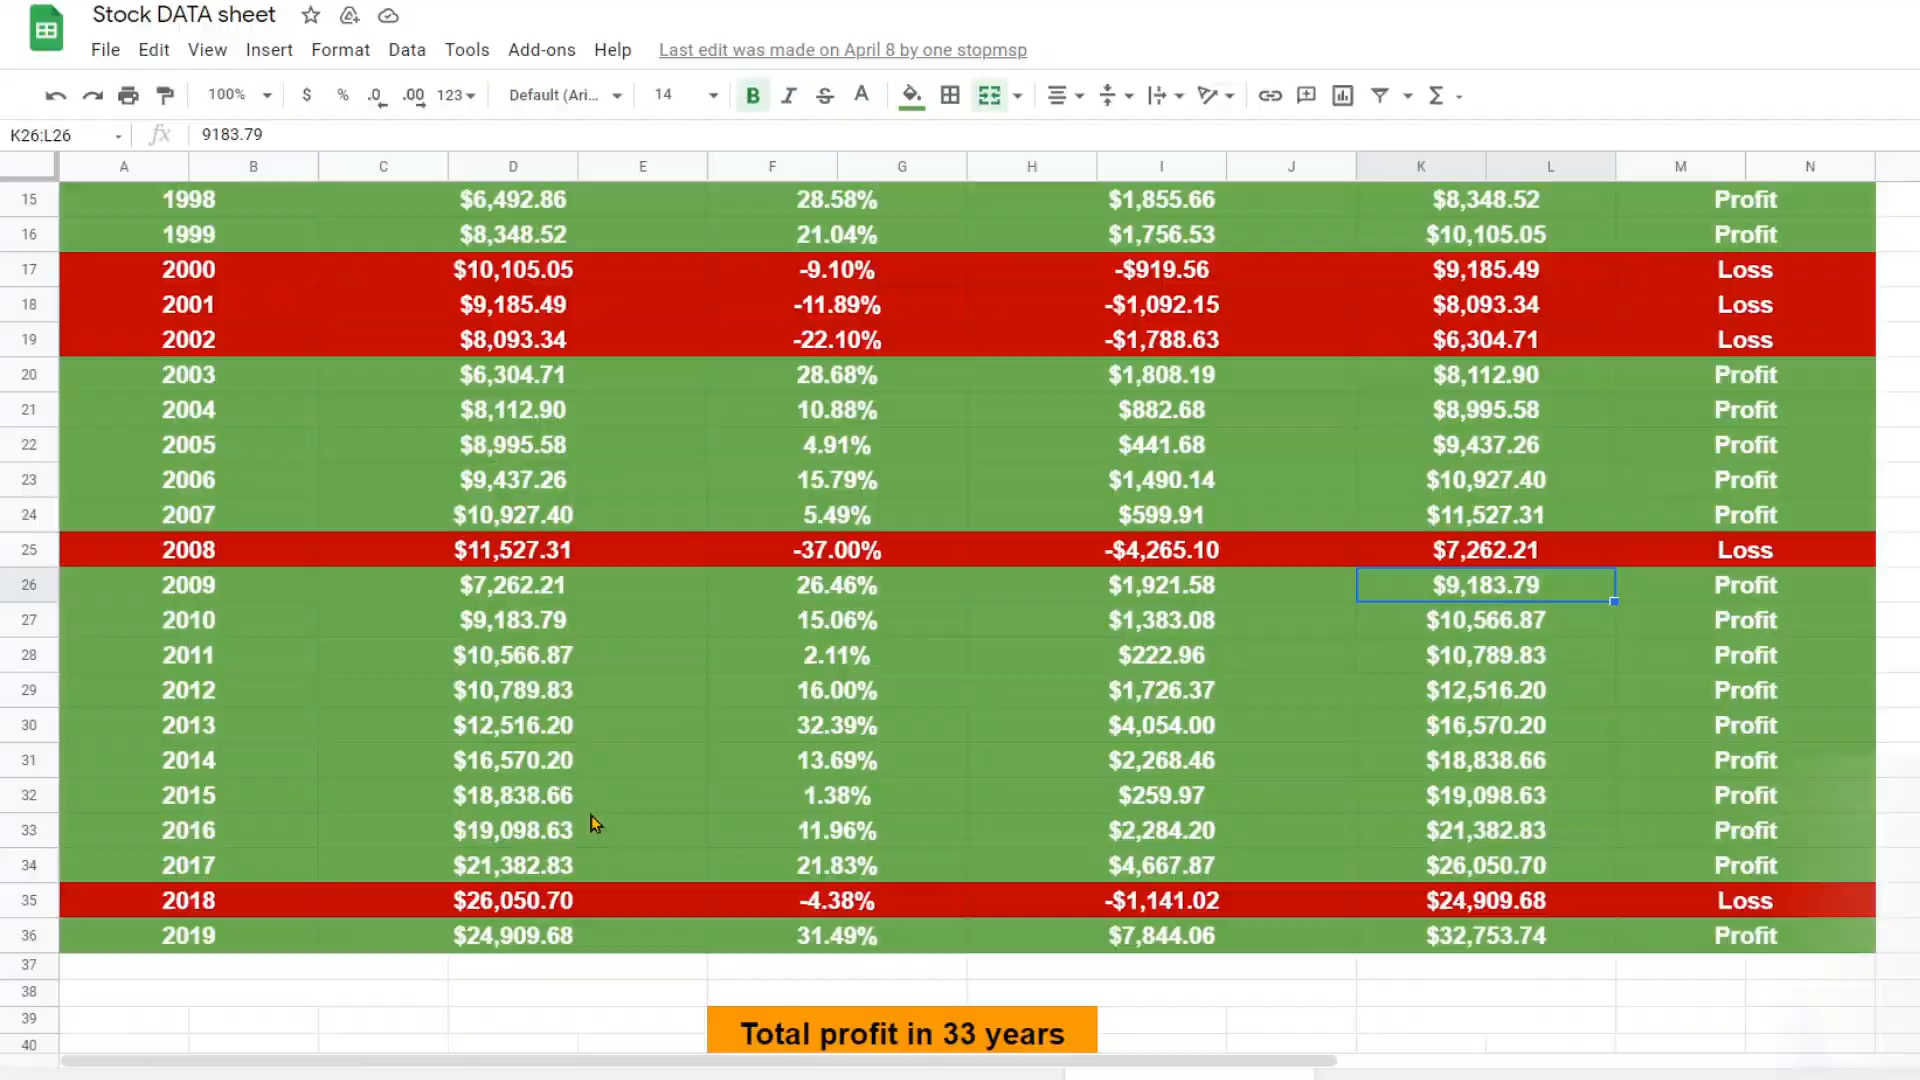 Stock DATA sheet
File Edit View Insert Format Data Tools Add-ons Help Last edit was made on April 8 by one stopmsp
100% $ % .0 .00 123 Default (Ari... 14 B I S A Σ
K26:L26 fx 9183.79
A B C D E F G H I J K L M N
15 1998 $6,492.86 28.58% $1,855.66 $8,348.52 Profit
16 1999 $8,348.52 21.04% $1,756.53 $10,105.05 Profit
17 2000 $10,105.05 -9.10% -$919.56 $9,185.49 Loss
18 2001 $9,185.49 -11.89% -$1,092.15 $8,093.34 Loss
19 2002 $8,093.34 -22.10% -$1,788.63 $6,304.71 Loss
20 2003 $6,304.71 28.68% $1,808.19 $8,112.90 Profit
21 2004 $8,112.90 10.88% $882.68 $8,995.58 Profit
22 2005 $8,995.58 4.91% $441.68 $9,437.26 Profit
23 2006 $9,437.26 15.79% $1,490.14 $10,927.40 Profit
24 2007 $10,927.40 5.49% $599.91 $11,527.31 Profit
25 2008 $11,527.31 -37.00% -$4,265.10 $7,262.21 Loss
26 2009 $7,262.21 26.46% $1,921.58 $9,183.79 Profit
27 2010 $9,183.79 15.06% $1,383.08 $10,566.87 Profit
28 2011 $10,566.87 2.11% $222.96 $10,789.83 Profit
29 2012 $10,789.83 16.00% $1,726.37 $12,516.20 Profit
30 2013 $12,516.20 32.39% $4,054.00 $16,570.20 Profit
31 2014 $16,570.20 13.69% $2,268.46 $18,838.66 Profit
32 2015 $18,838.66 1.38% $259.97 $19,098.63 Profit
33 2016 $19,098.63 11.96% $2,284.20 $21,382.83 Profit
34 2017 $21,382.83 21.83% $4,667.87 $26,050.70 Profit
35 2018 $26,050.70 -4.38% -$1,141.02 $24,909.68 Loss
36 2019 $24,909.68 31.49% $7,844.06 $32,753.74 Profit
37
38
39
Total profit in 33 years
40